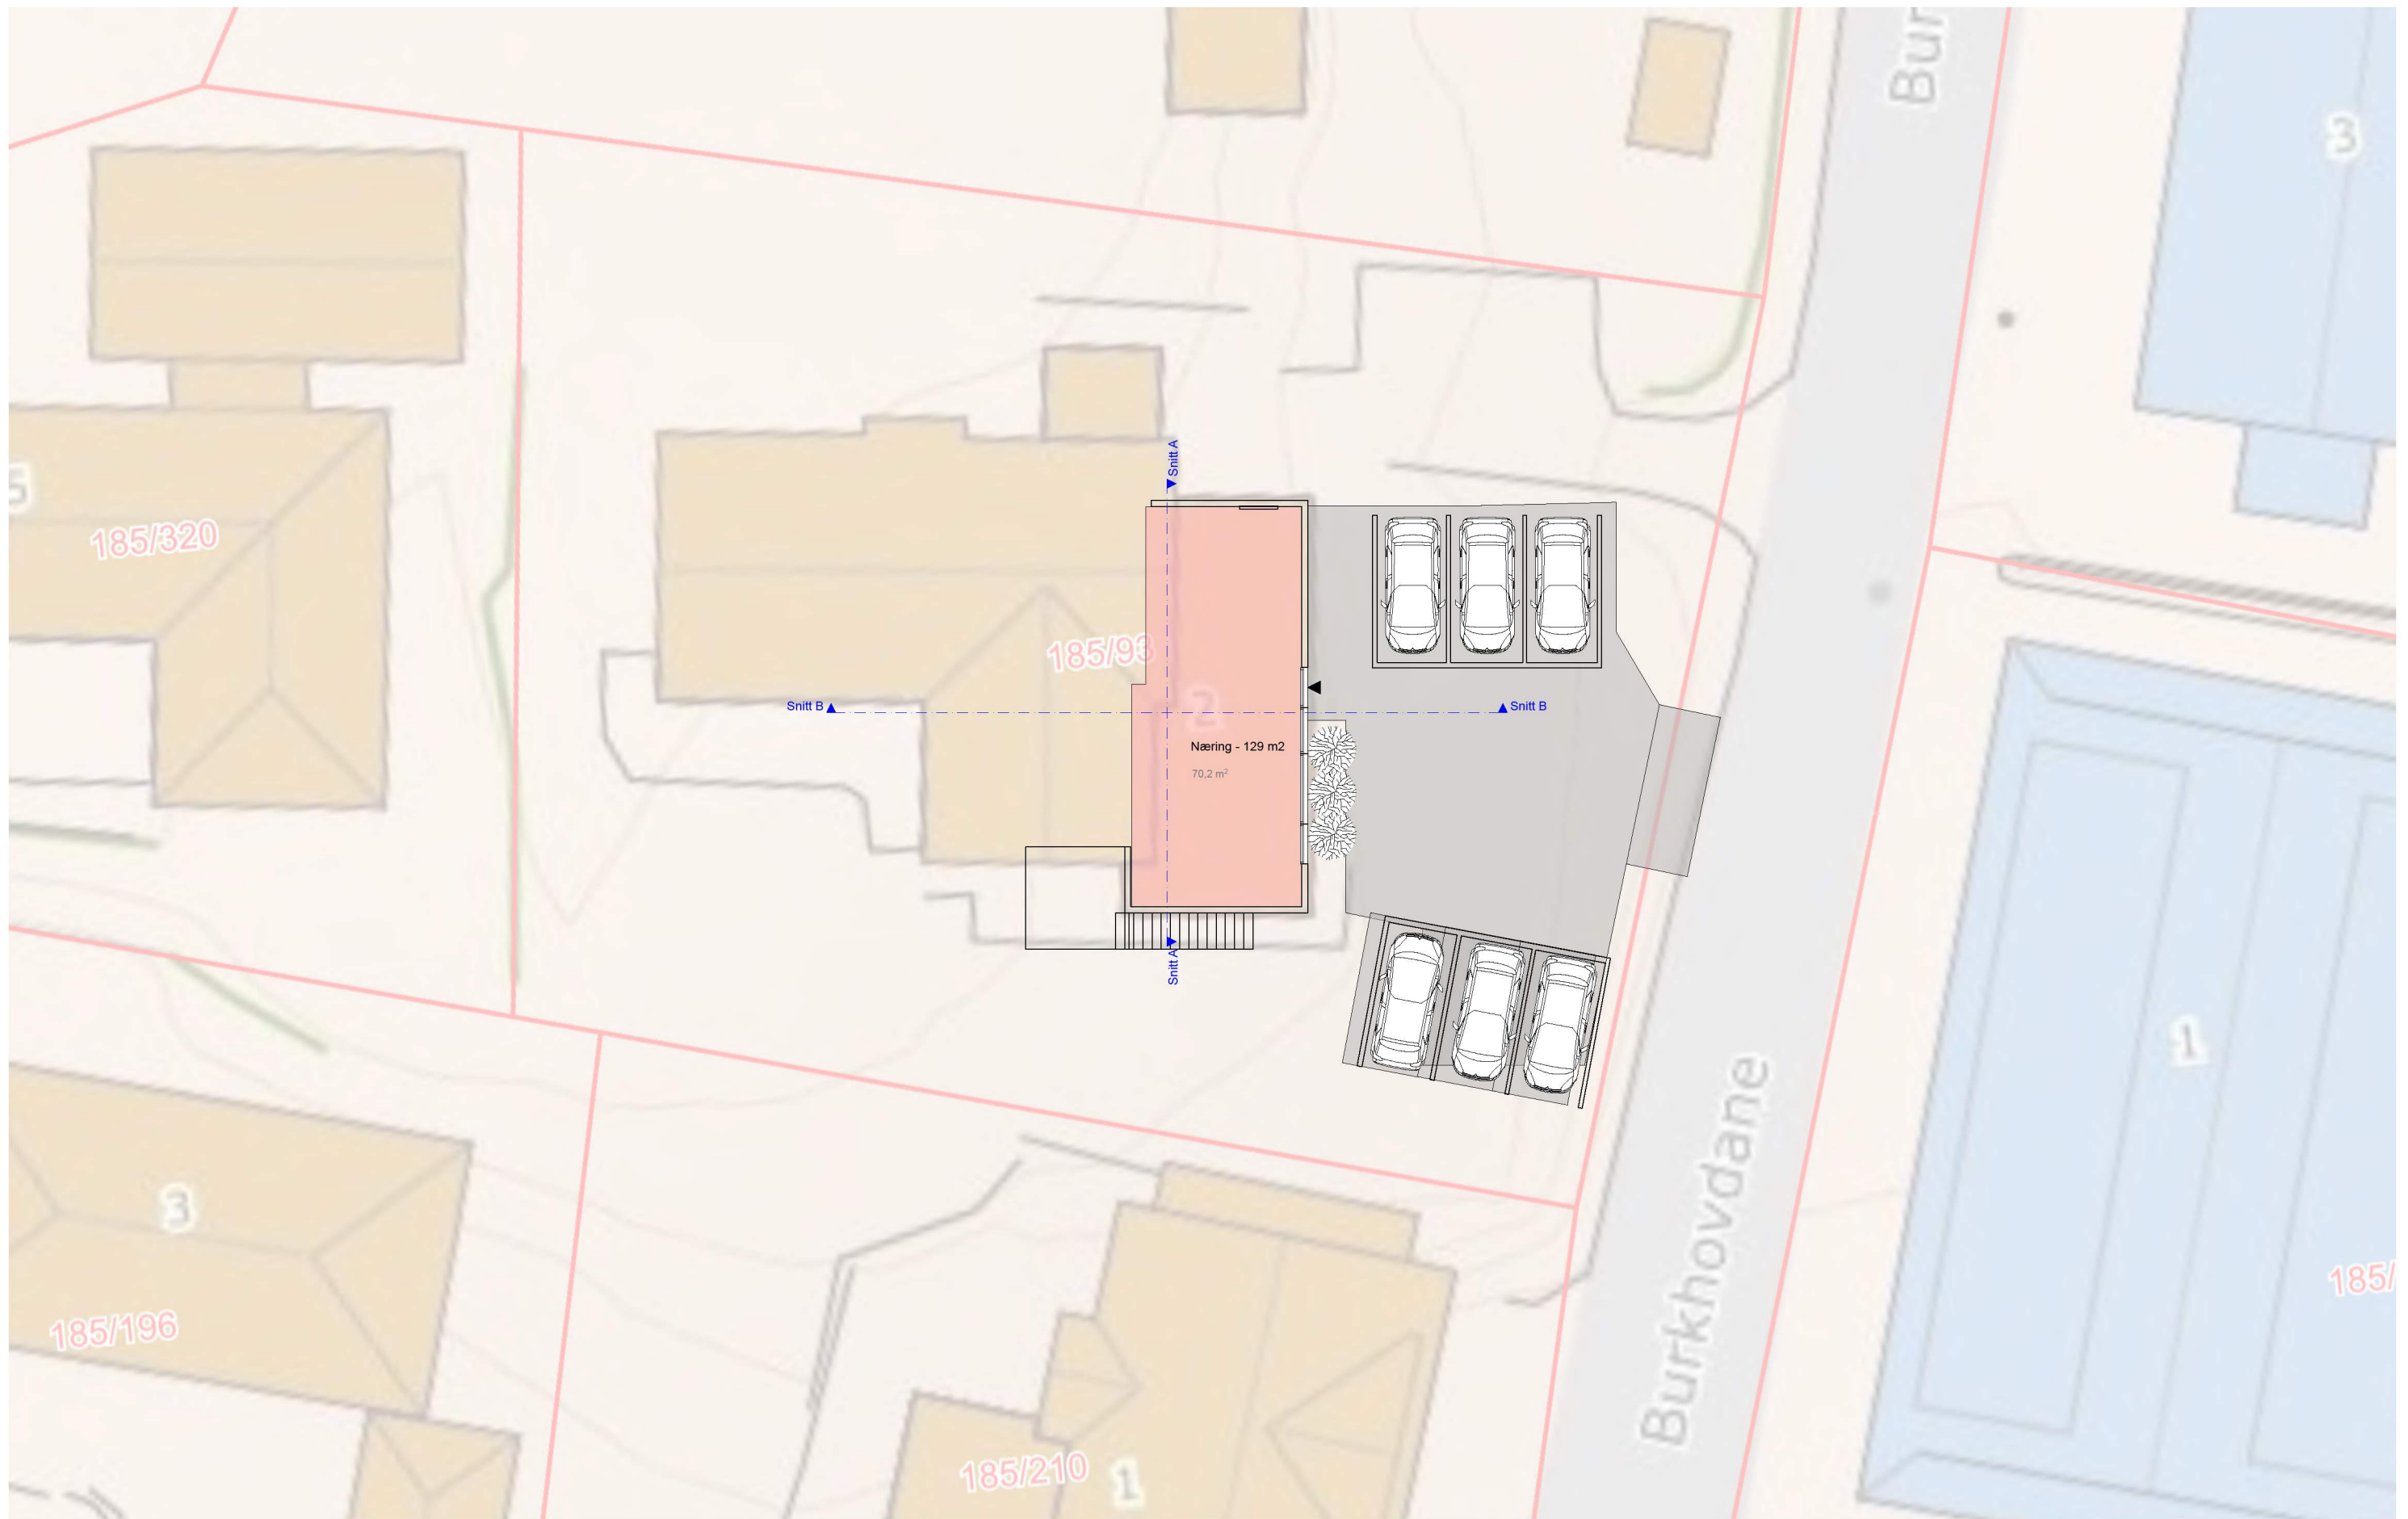 Bur
3
Snitt A
5
185/320
185/93
2
Snitt B
Snitt B
Næring - 129 m2
70,2 m²
Snitt A
1
Burkhovdane
3
185/
185/196
185/210
1